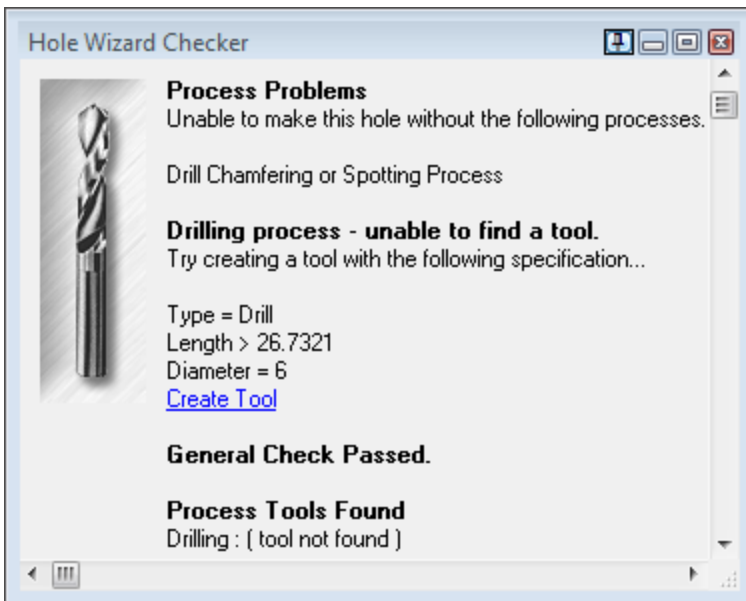 Hole Wizard Checker
Process Problems
Unable to make this hole without the following processes.
Drill Chamfering or Spotting Process
Drilling process - unable to find a tool.
Try creating a tool with the following specification...
Type = Drill
Length > 26.7321
Diameter = 6
Create Tool
General Check Passed.
Process Tools Found
Drilling : ( tool not found )